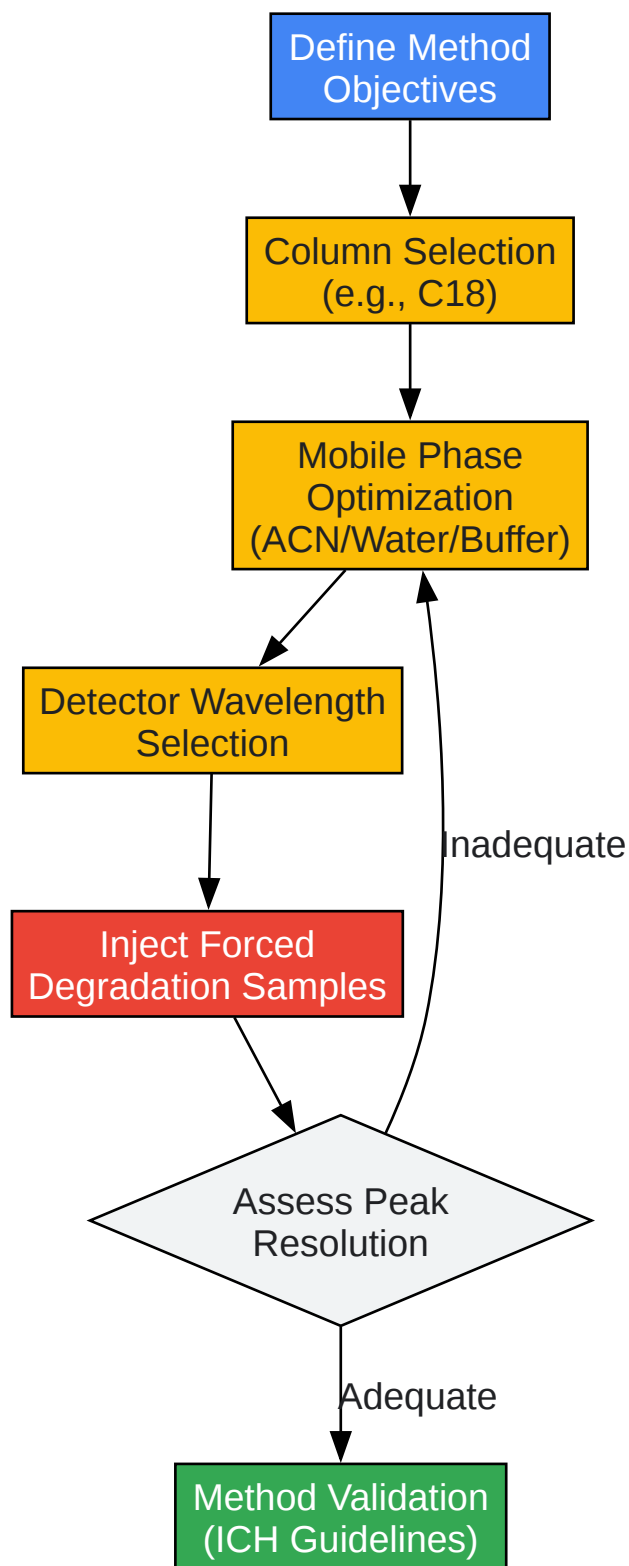 Define Method
Objectives
Column Selection
(e.g., C18)
Mobile Phase
Optimization
(ACN/Water/Buffer)
Detector Wavelength
Selection
Inadequate
Inject Forced
Degradation Samples
Assess Peak
Resolution
Adequate
Method Validation
(ICH Guidelines)